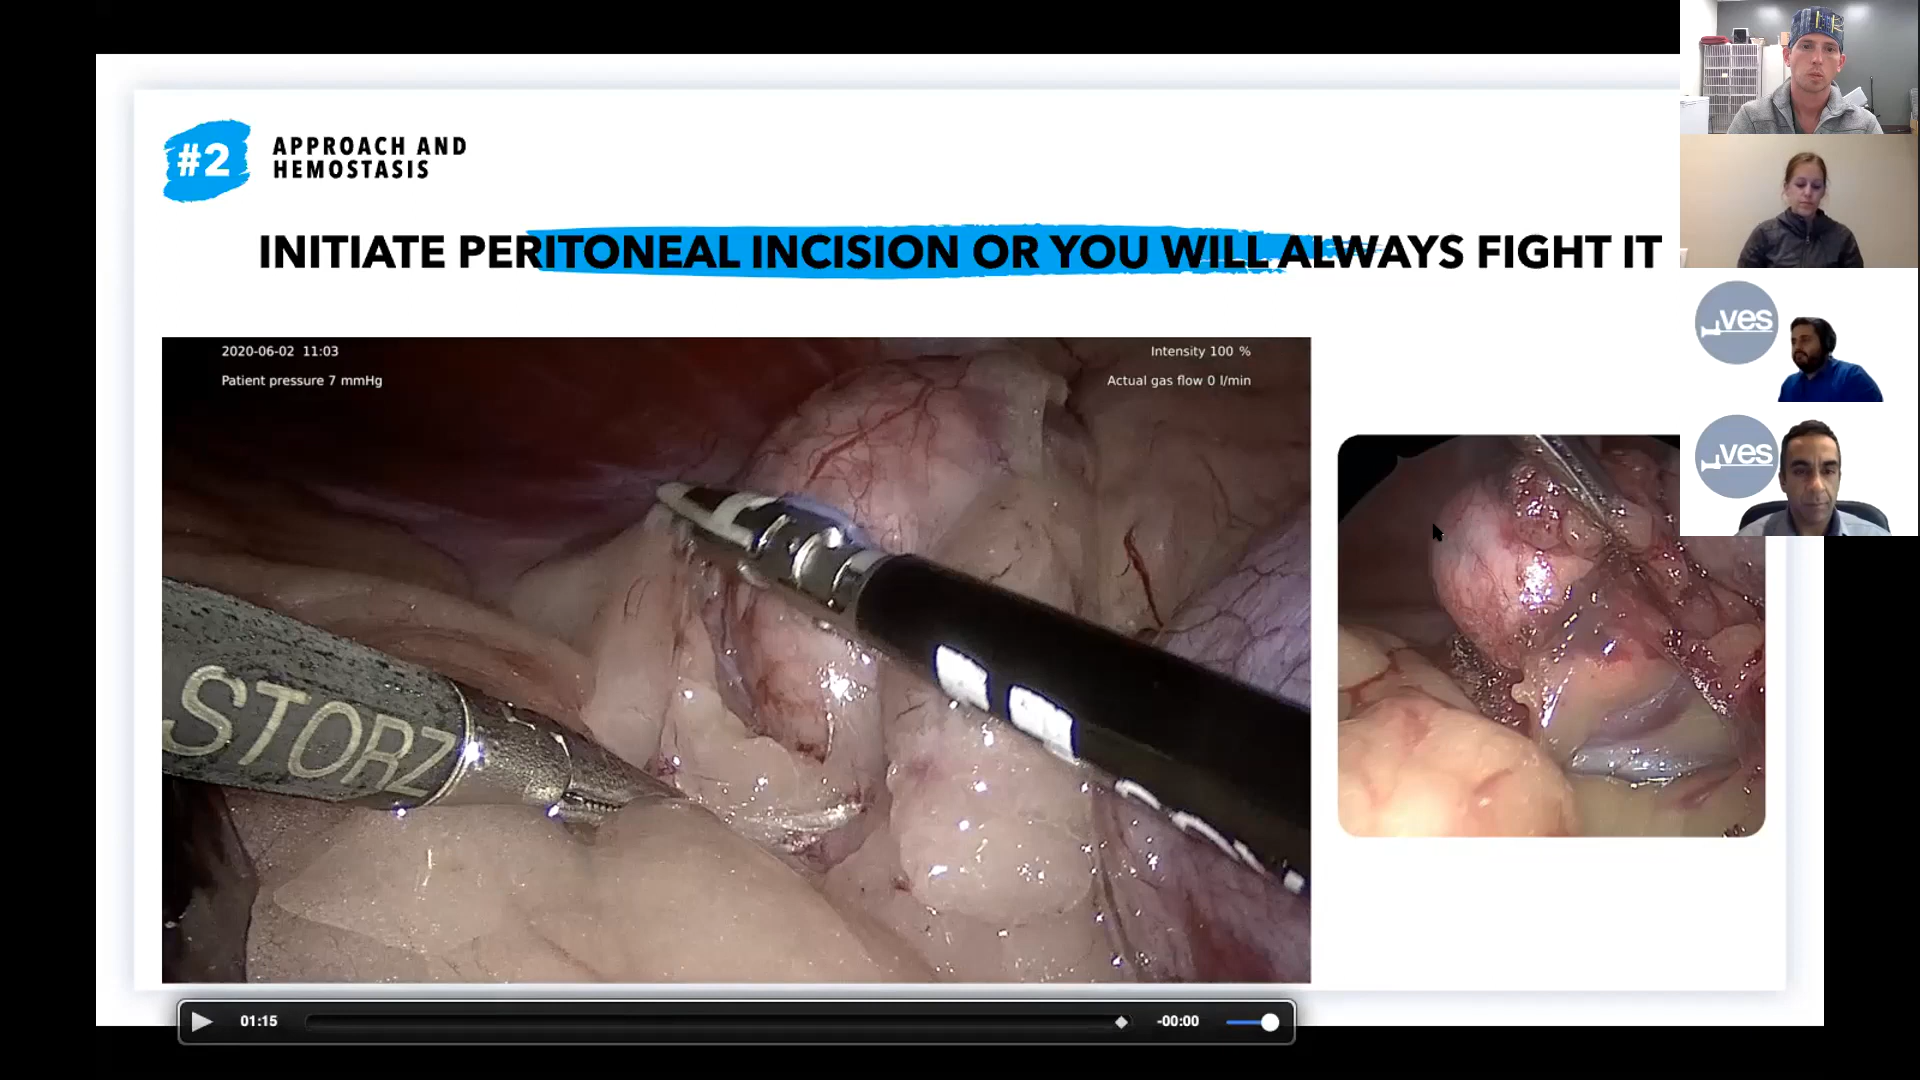 #2
APPROACH AND
HEMOSTASIS
INITIATE PERITONEAL INCISION OR YOU WILL ALWAYS FIGHT IT
2020-06-02 11:03
Intensity 100 %
Patient pressure 7 mmHg
Actual gas flow 0 l/min
STORZ
ves
ves
01:15
-00:00